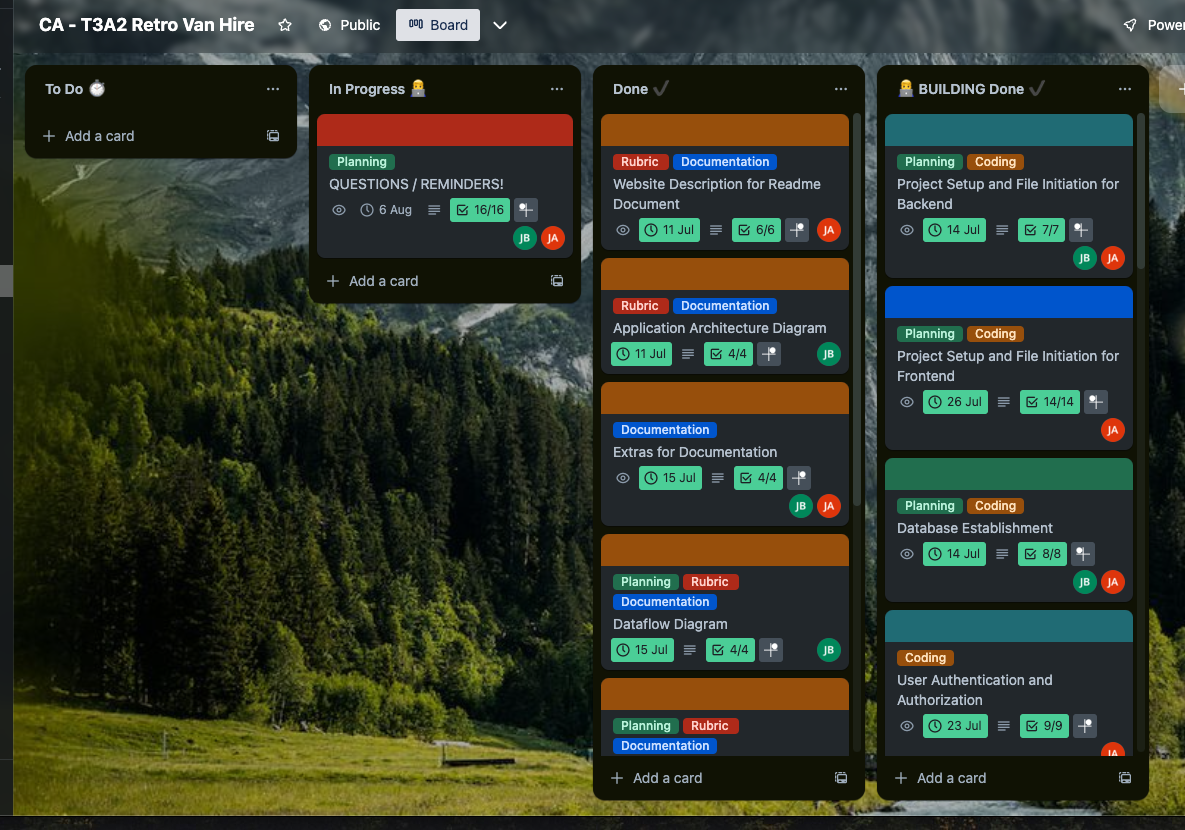 CA - T3A2 Retro Van Hire
Public
Board
Power
To Do
Add a card
In Progress
Planning
QUESTIONS / REMINDERS!
6 Aug
16/16
JB
JA
Add a card
Done
Rubric
Documentation
Website Description for Readme
Document
11 Jul
6/6
JA
Rubric
Documentation
Application Architecture Diagram
11 Jul
4/4
JB
Documentation
Extras for Documentation
15 Jul
4/4
JB
JA
Planning
Rubric
Documentation
Dataflow Diagram
15 Jul
4/4
JB
Planning
Rubric
Documentation
Add a card
BUILDING Done
Planning
Coding
Project Setup and File Initiation for
Backend
14 Jul
7/7
JB
JA
Planning
Coding
Project Setup and File Initiation for
Frontend
26 Jul
14/14
JA
Planning
Coding
Database Establishment
14 Jul
8/8
JB
JA
Coding
User Authentication and
Authorization
23 Jul
9/9
JA
Add a card